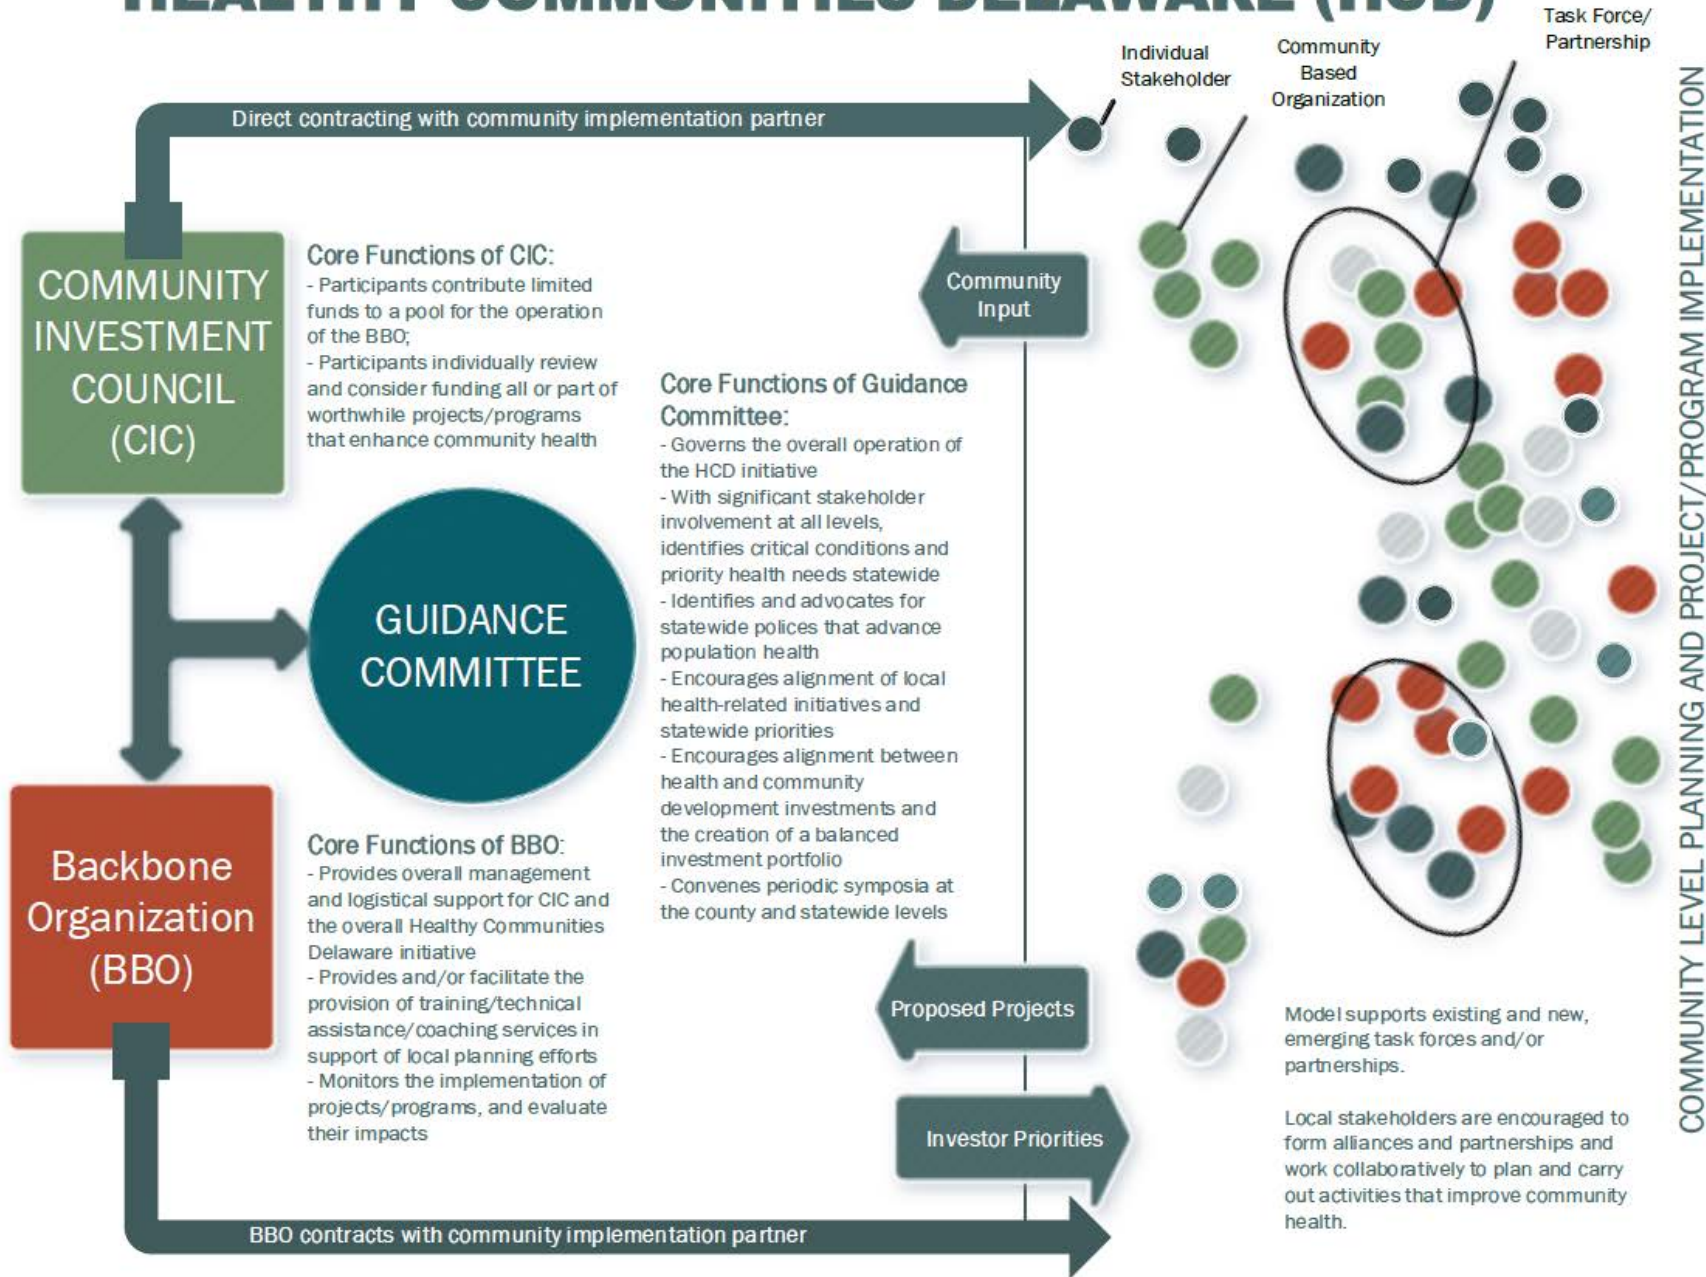 HEALTHY COMMUNITIES DELAWARE (HCD)
Task Force/
Partnership
Individual
Stakeholder
Community
Based
Organization
Direct contracting with community implementation partner
COMMUNITY
INVESTMENT
COUNCIL
(CIC)
Core Functions of CIC:
- Participants contribute limited
funds to a pool for the operation
of the BBO;
- Participants individually review
and consider funding all or part of
worthwhile projects/programs
that enhance community health
Community
Input
Core Functions of Guidance
Committee:
- Governs the overall operation of
the HCD initiative
- With significant stakeholder
involvement at all levels,
identifies critical conditions and
priority health needs statewide
- Identifies and advocates for
statewide polices that advance
population health
- Encourages alignment of local
health-related initiatives and
statewide priorities
- Encourages alignment between
health and community
development investments and
the creation of a balanced
investment portfolio
- Convenes periodic symposia at
the county and statewide levels
GUIDANCE
COMMITTEE
Backbone
Organization
(BBO)
Core Functions of BBO:
- Provides overall management
and logistical support for CIC and
the overall Healthy Communities
Delaware initiative
- Provides and/or facilitate the
provision of training/technical
assistance/coaching services in
support of local planning efforts
- Monitors the implementation of
projects/programs, and evaluate
their impacts
Proposed Projects
Investor Priorities
BBO contracts with community implementation partner
Model supports existing and new,
emerging task forces and/or
partnerships.
Local stakeholders are encouraged to
form alliances and partnerships and
work collaboratively to plan and carry
out activities that improve community
health.
COMMUNITY LEVEL PLANNING AND PROJECT/PROGRAM IMPLEMENTATION